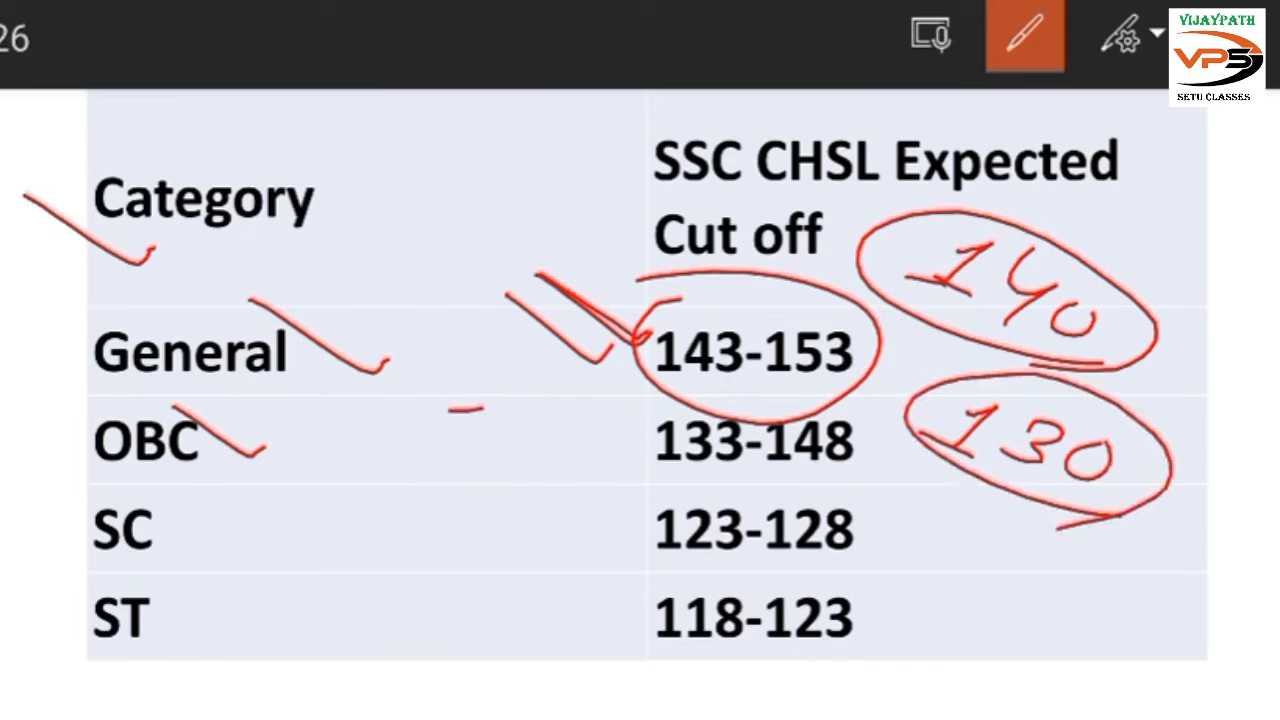 26
VIJAYPATH
VPS
SETU CLASSES
Category
SSC CHSL Expected
Cut off
140
General 143-153
OBC 133-148
130
SC 123-128
ST 118-123